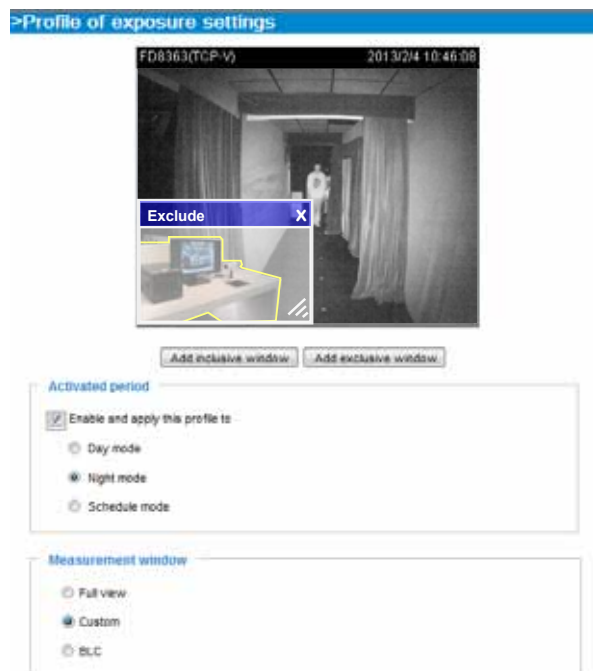 >Profile of exposure settings
FD8363(TCP-V) 2013/2/4 10:46:08
Exclude X
Add inclusive window Add exclusive window
Activated period
Enable and apply this profile to
Day mode
Night mode
Schedule mode
Measurement window
Full view
Custom
BLC